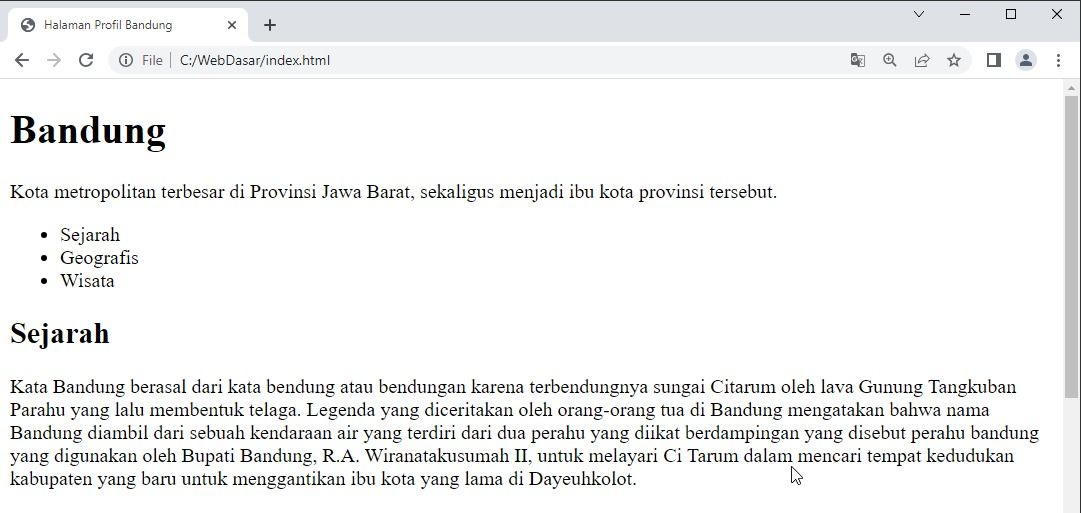 Halaman Profil Bandung
File | C:/WebDasar/index.html
Bandung
Kota metropolitan terbesar di Provinsi Jawa Barat, sekaligus menjadi ibu kota provinsi tersebut.
• Sejarah
• Geografis
• Wisata
Sejarah
Kata Bandung berasal dari kata bendung atau bendungan karena terbendungnya sungai Citarum oleh lava Gunung Tangkuban
Parahu yang lalu membentuk telaga. Legenda yang diceritakan oleh orang-orang tua di Bandung mengatakan bahwa nama
Bandung diambil dari sebuah kendaraan air yang terdiri dari dua perahu yang diikat berdampingan yang disebut perahu bandung
yang digunakan oleh Bupati Bandung, R.A. Wiranatakusumah II, untuk melayari Ci Tarum dalam mencari tempat kedudukan
kabupaten yang baru untuk menggantikan ibu kota yang lama di Dayeuhkolot.